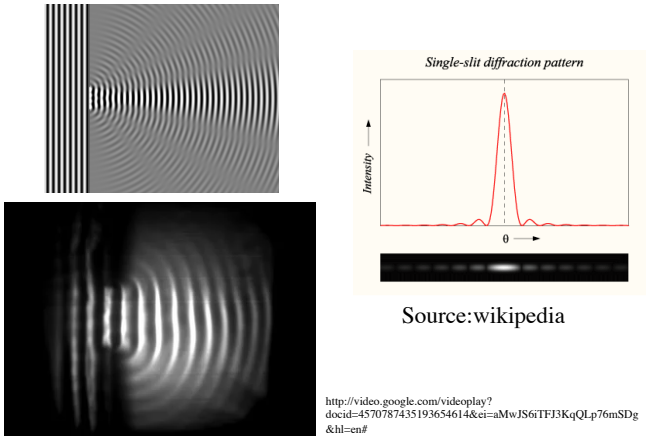 Single-slit diffraction pattern
Intensity
θ
Source:wikipedia
http://video.google.com/videoplay?
docid=4570787435193654614&ei=aMwJS6iTFJ3KqQLp76mSDg
&hl=en#